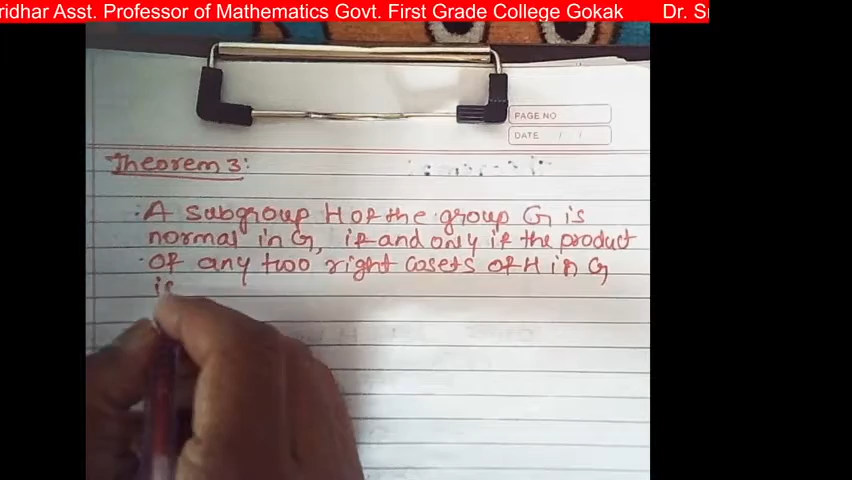 ridhar Asst. Professor of Mathematics Govt. First Grade College Gokak Dr. S
PAGE NO
DATE / /
Theorem 3:
A subgroup H of the group G is
normal in G, if and only if the product
of any two right cosets of H in G
is